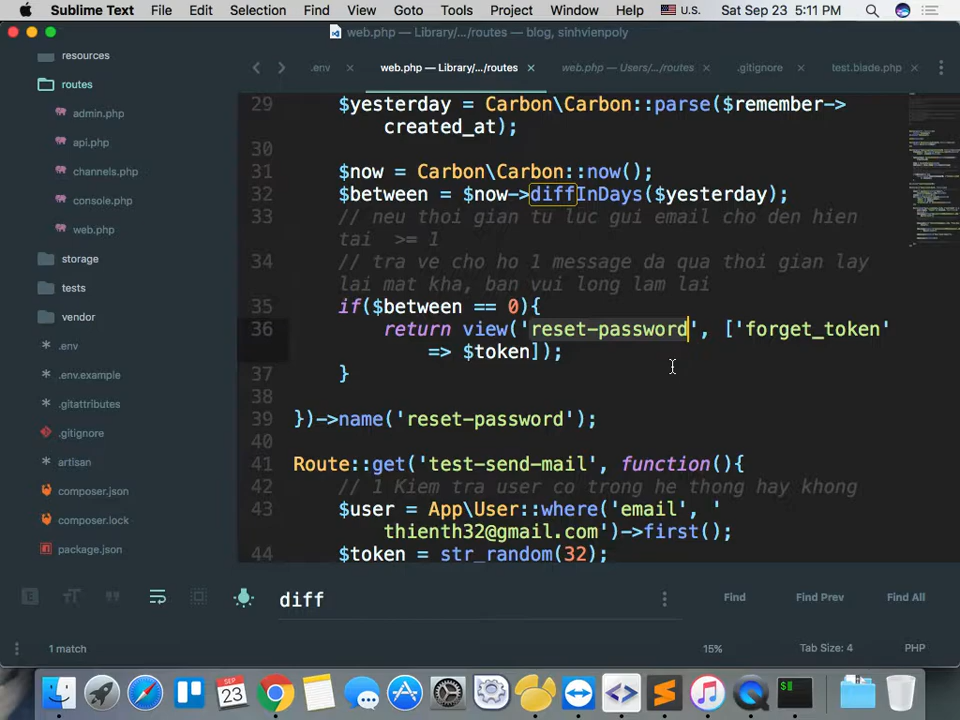 Sublime Text File Edit Selection Find View Goto Tools Project Window Help U.S. Sat Sep 23 5:11 PM
web.php — Library/.../routes — blog, sinhvienpoly
.env web.php — Library/.../routes web.php — Users/.../routes .gitignore test.blade.php
resources
routes
admin.php
api.php
channels.php
console.php
web.php
storage
tests
vendor
.env
.env.example
.gitattributes
.gitignore
artisan
composer.json
composer.lock
package.json
29 $yesterday = Carbon\Carbon::parse($remember->
created_at);
30
31 $now = Carbon\Carbon::now();
32 $between = $now->diffInDays($yesterday);
33 // neu thoi gian tu luc gui email cho den hien
tai  >= 1
34 // tra ve cho ho 1 message da qua thoi gian lay
lai mat kha, ban vui long lam lai
35 if($between == 0){
36 return view('reset-password', ['forget_token'
=> $token]);
37 }
38
39 })->name('reset-password');
40
41 Route::get('test-send-mail', function(){
42 // 1 Kiem tra user co trong he thong hay khong
43 $user = App\User::where('email', '
thienth32@gmail.com')->first();
44 $token = str_random(32);
diff
Find Find Prev Find All
1 match 15% Tab Size: 4 PHP
SEP
23